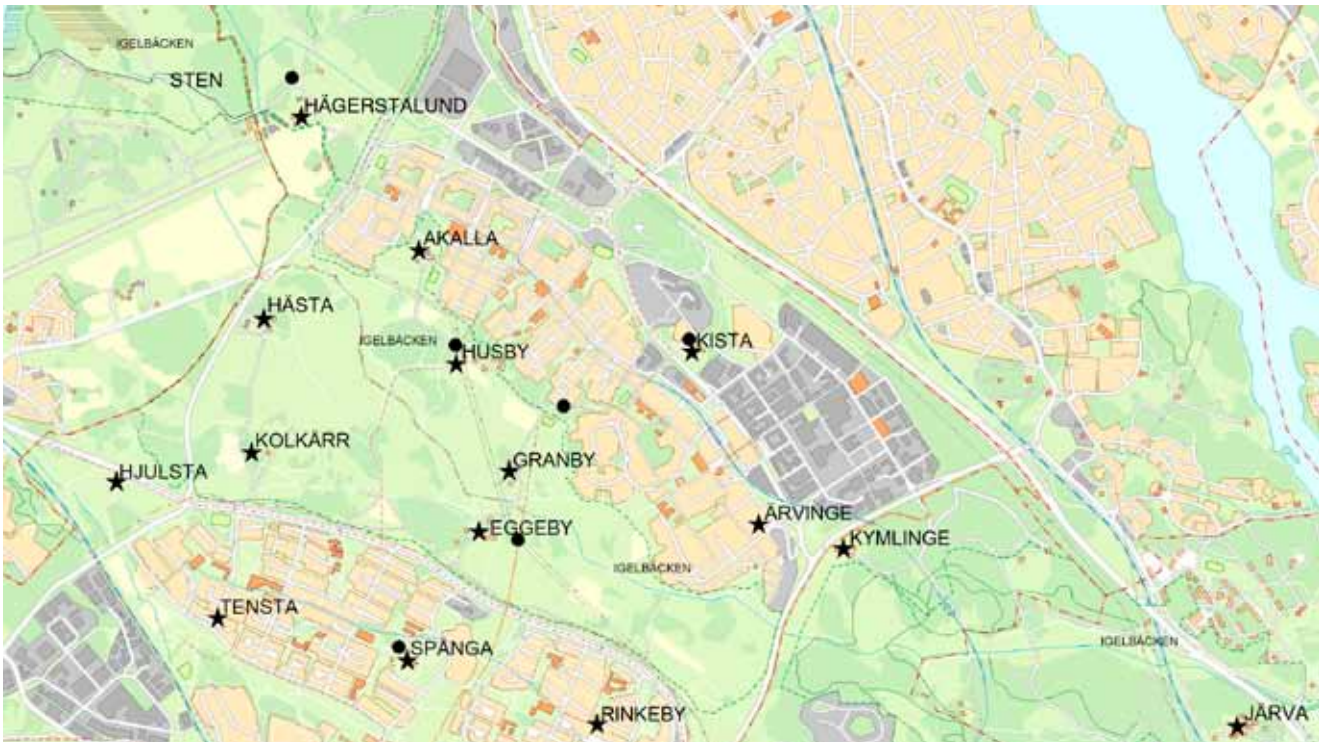 IGELBÄCKEN
STEN
HÄGERSTALUND
AKALLA
HÄSTA
IGELBÄCKEN
HUSBY
KISTA
KOLKÄRR
GRANBY
HJULSTA
ÄRVINGE
EGGEBY
KYMLINGE
IGELBÄCKEN
TENSTA
IGELBÄCKEN
SPÅNGA
RINKEBY
JÄRVA